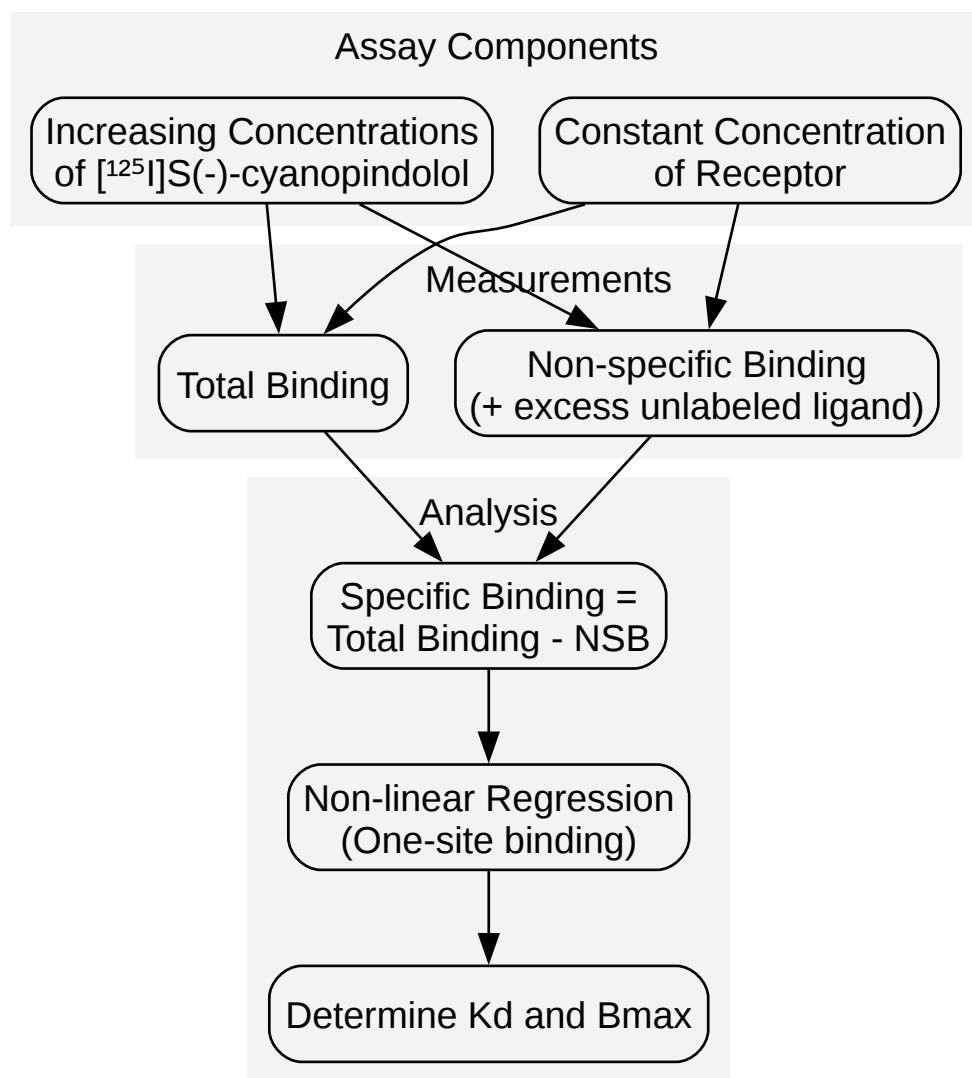 Assay Components
Increasing Concentrations
of [¹²⁵I]S(-)-cyanopindolol
Constant Concentration
of Receptor
Measurements
Total Binding
Non-specific Binding
(+ excess unlabeled ligand)
Analysis
Specific Binding =
Total Binding - NSB
Non-linear Regression
(One-site binding)
Determine Kd and Bmax